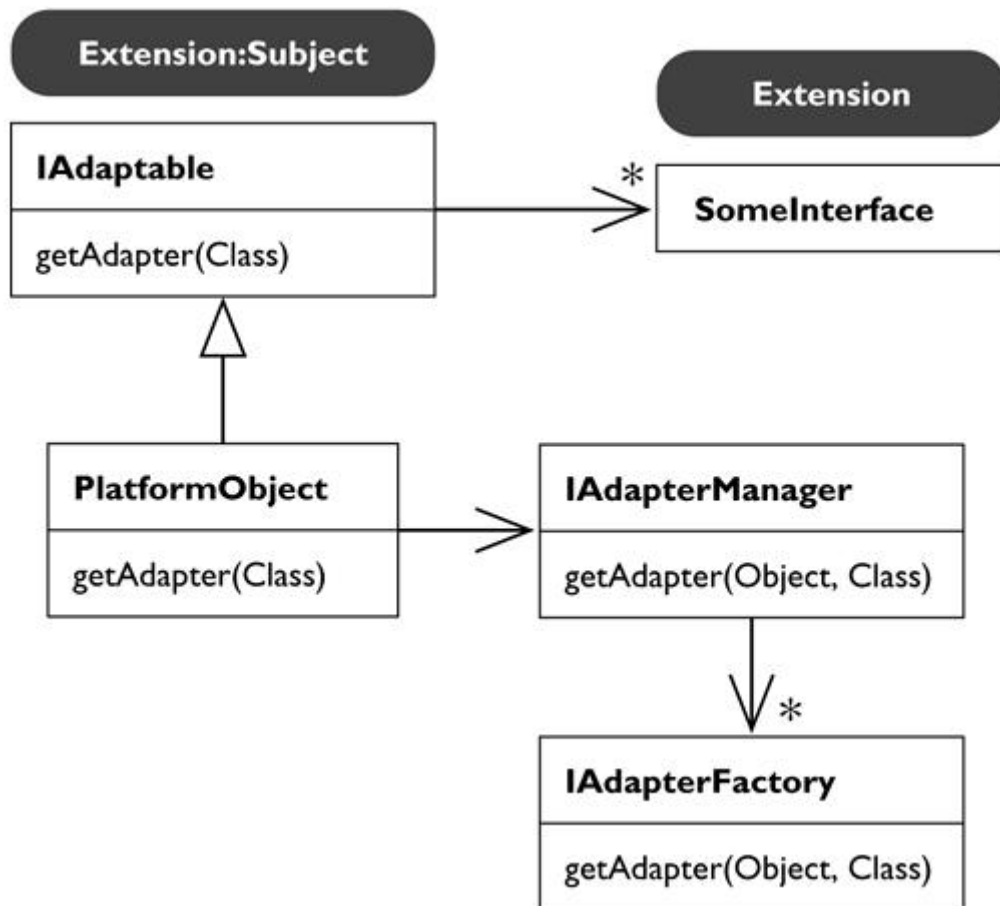 Extension:Subject
Extension
IAdaptable
*
SomeInterface
getAdapter(Class)
PlatformObject
IAdapterManager
getAdapter(Class)
getAdapter(Object, Class)
*
IAdapterFactory
getAdapter(Object, Class)